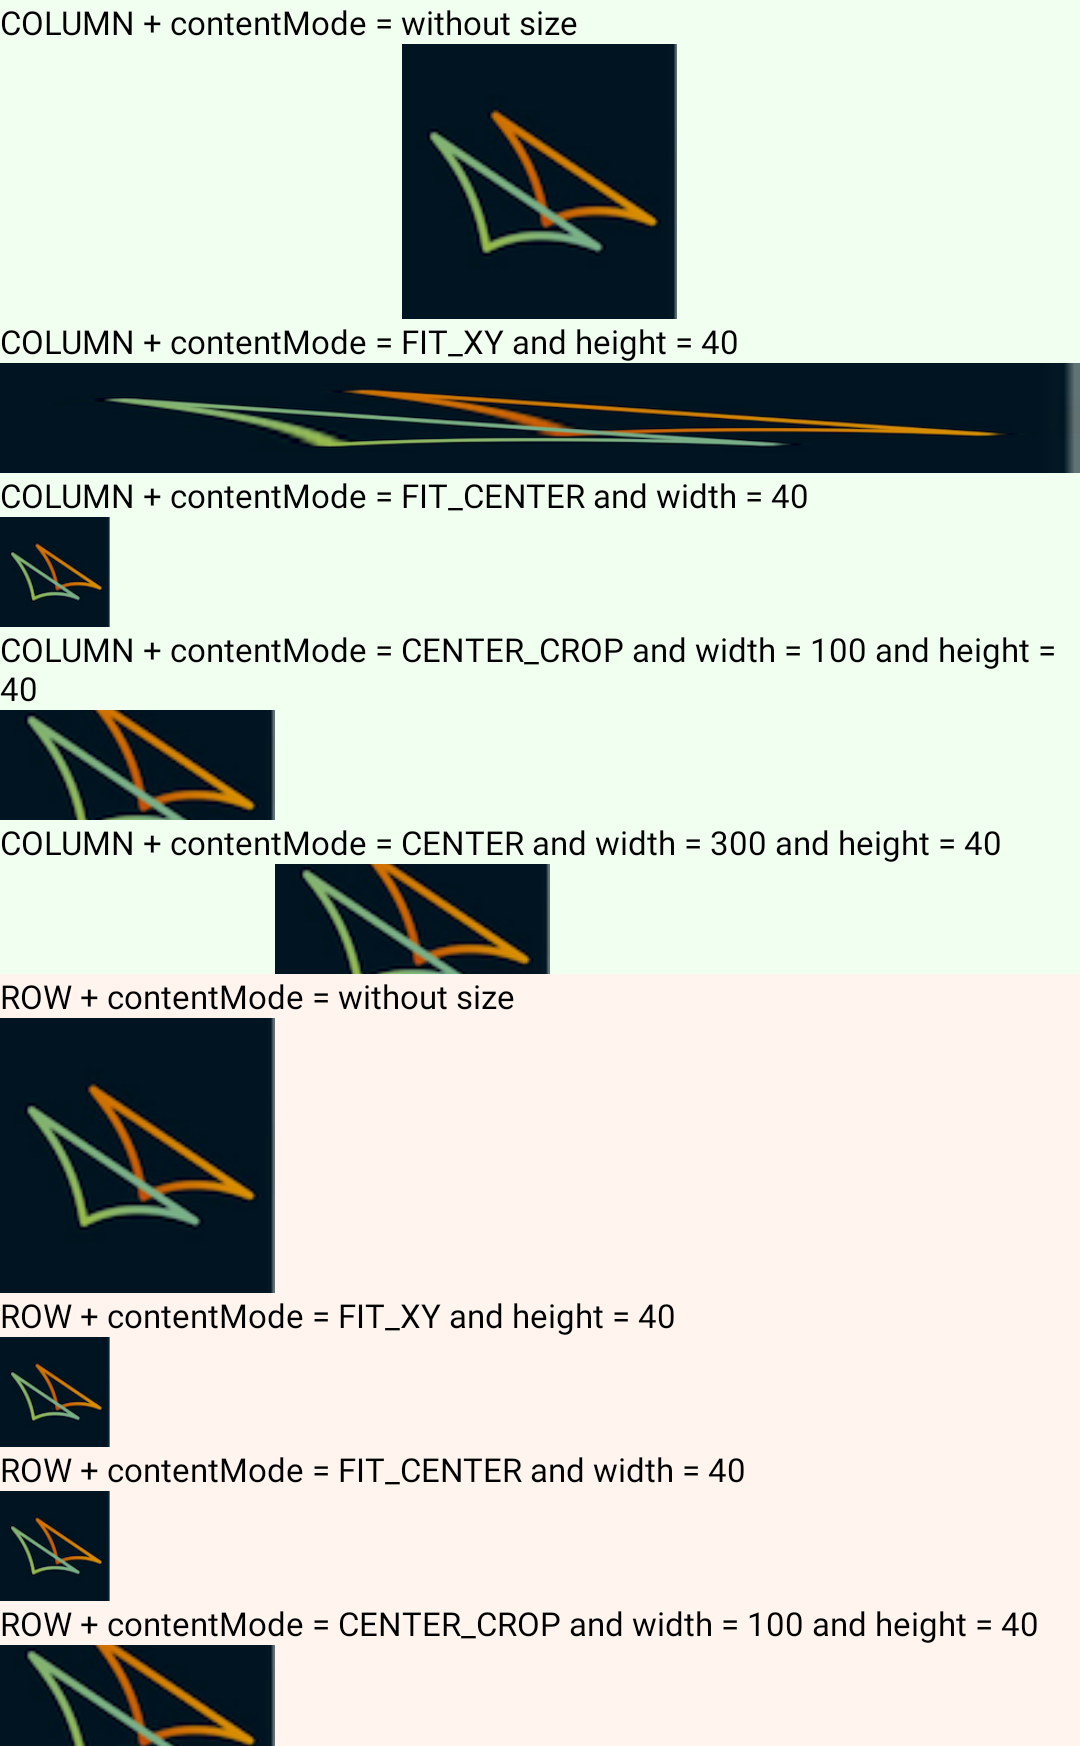 COLUMN + contentMode = without size
COLUMN + contentMode = FIT_XY and height = 40
COLUMN + contentMode = FIT_CENTER and width = 40
COLUMN + contentMode = CENTER_CROP and width = 100 and height =
40
COLUMN + contentMode = CENTER and width = 300 and height = 40
ROW + contentMode = without size
ROW + contentMode = FIT_XY and height = 40
ROW + contentMode = FIT_CENTER and width = 40
ROW + contentMode = CENTER_CROP and width = 100 and height = 40